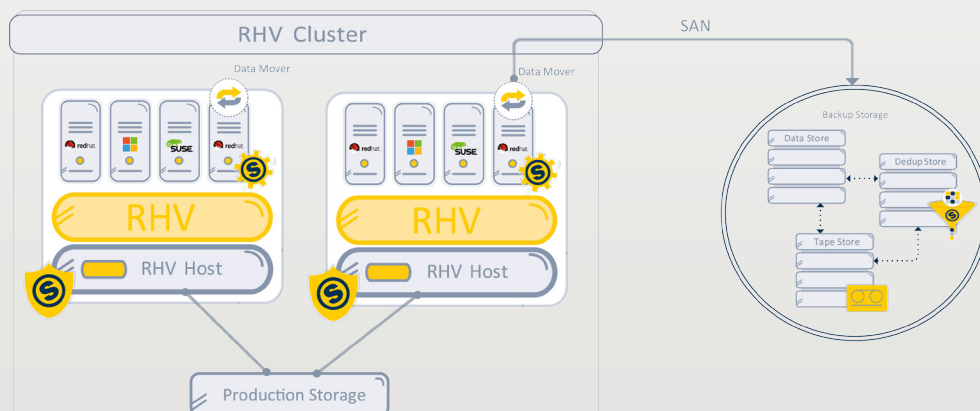 RHV Cluster
SAN
Data Mover
Data Mover
redhat.
SUSE
redhat.
redhat.
SUSE
redhat.
RHV
RHV
RHV Host
RHV Host
Production Storage
Backup Storage
Data Store
Dedup Store
Tape Store